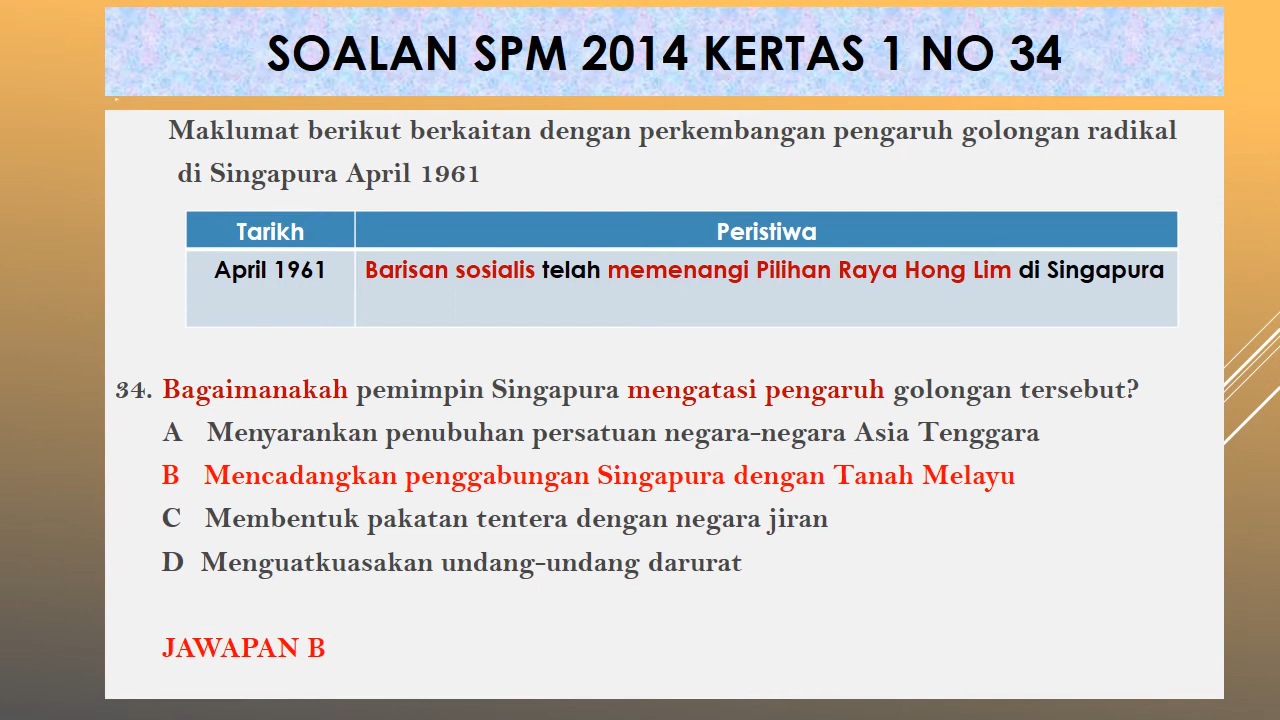 SOALAN SPM 2014 KERTAS 1 NO 34
Maklumat berikut berkaitan dengan perkembangan pengaruh golongan radikal
di Singapura April 1961
Tarikh Peristiwa
April 1961 Barisan sosialis telah memenangi Pilihan Raya Hong Lim di Singapura
34. Bagaimanakah pemimpin Singapura mengatasi pengaruh golongan tersebut?
A Menyarankan penubuhan persatuan negara-negara Asia Tenggara
B Mencadangkan penggabungan Singapura dengan Tanah Melayu
C Membentuk pakatan tentera dengan negara jiran
D Menguatkuasakan undang-undang darurat
JAWAPAN B